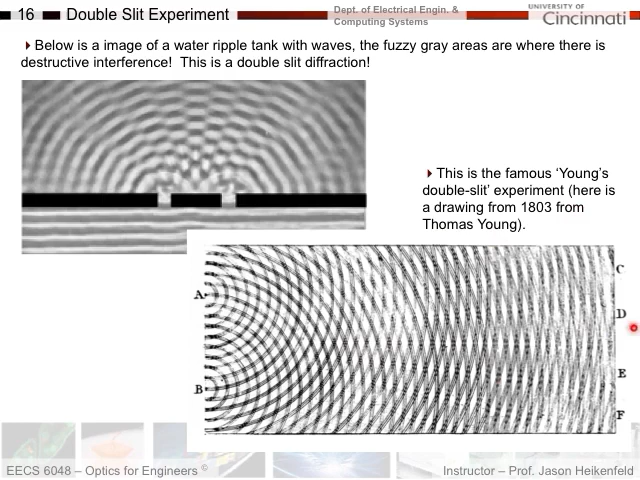 16 Double Slit Experiment
Dept. of Electrical Engin. &
Computing Systems
UNIVERSITY OF
Cincinnati
Below is a image of a water ripple tank with waves, the fuzzy gray areas are where there is
destructive interference! This is a double slit diffraction!
This is the famous ‘Young’s
double-slit’ experiment (here is
a drawing from 1803 from
Thomas Young).
A
B
C
D
E
F
EECS 6048 – Optics for Engineers ©
Instructor – Prof. Jason Heikenfeld